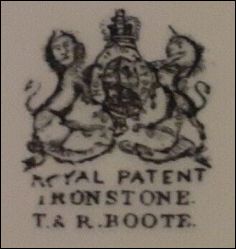 ROYAL PATENT
IRONSTONE.
T. & R. BOOTE.